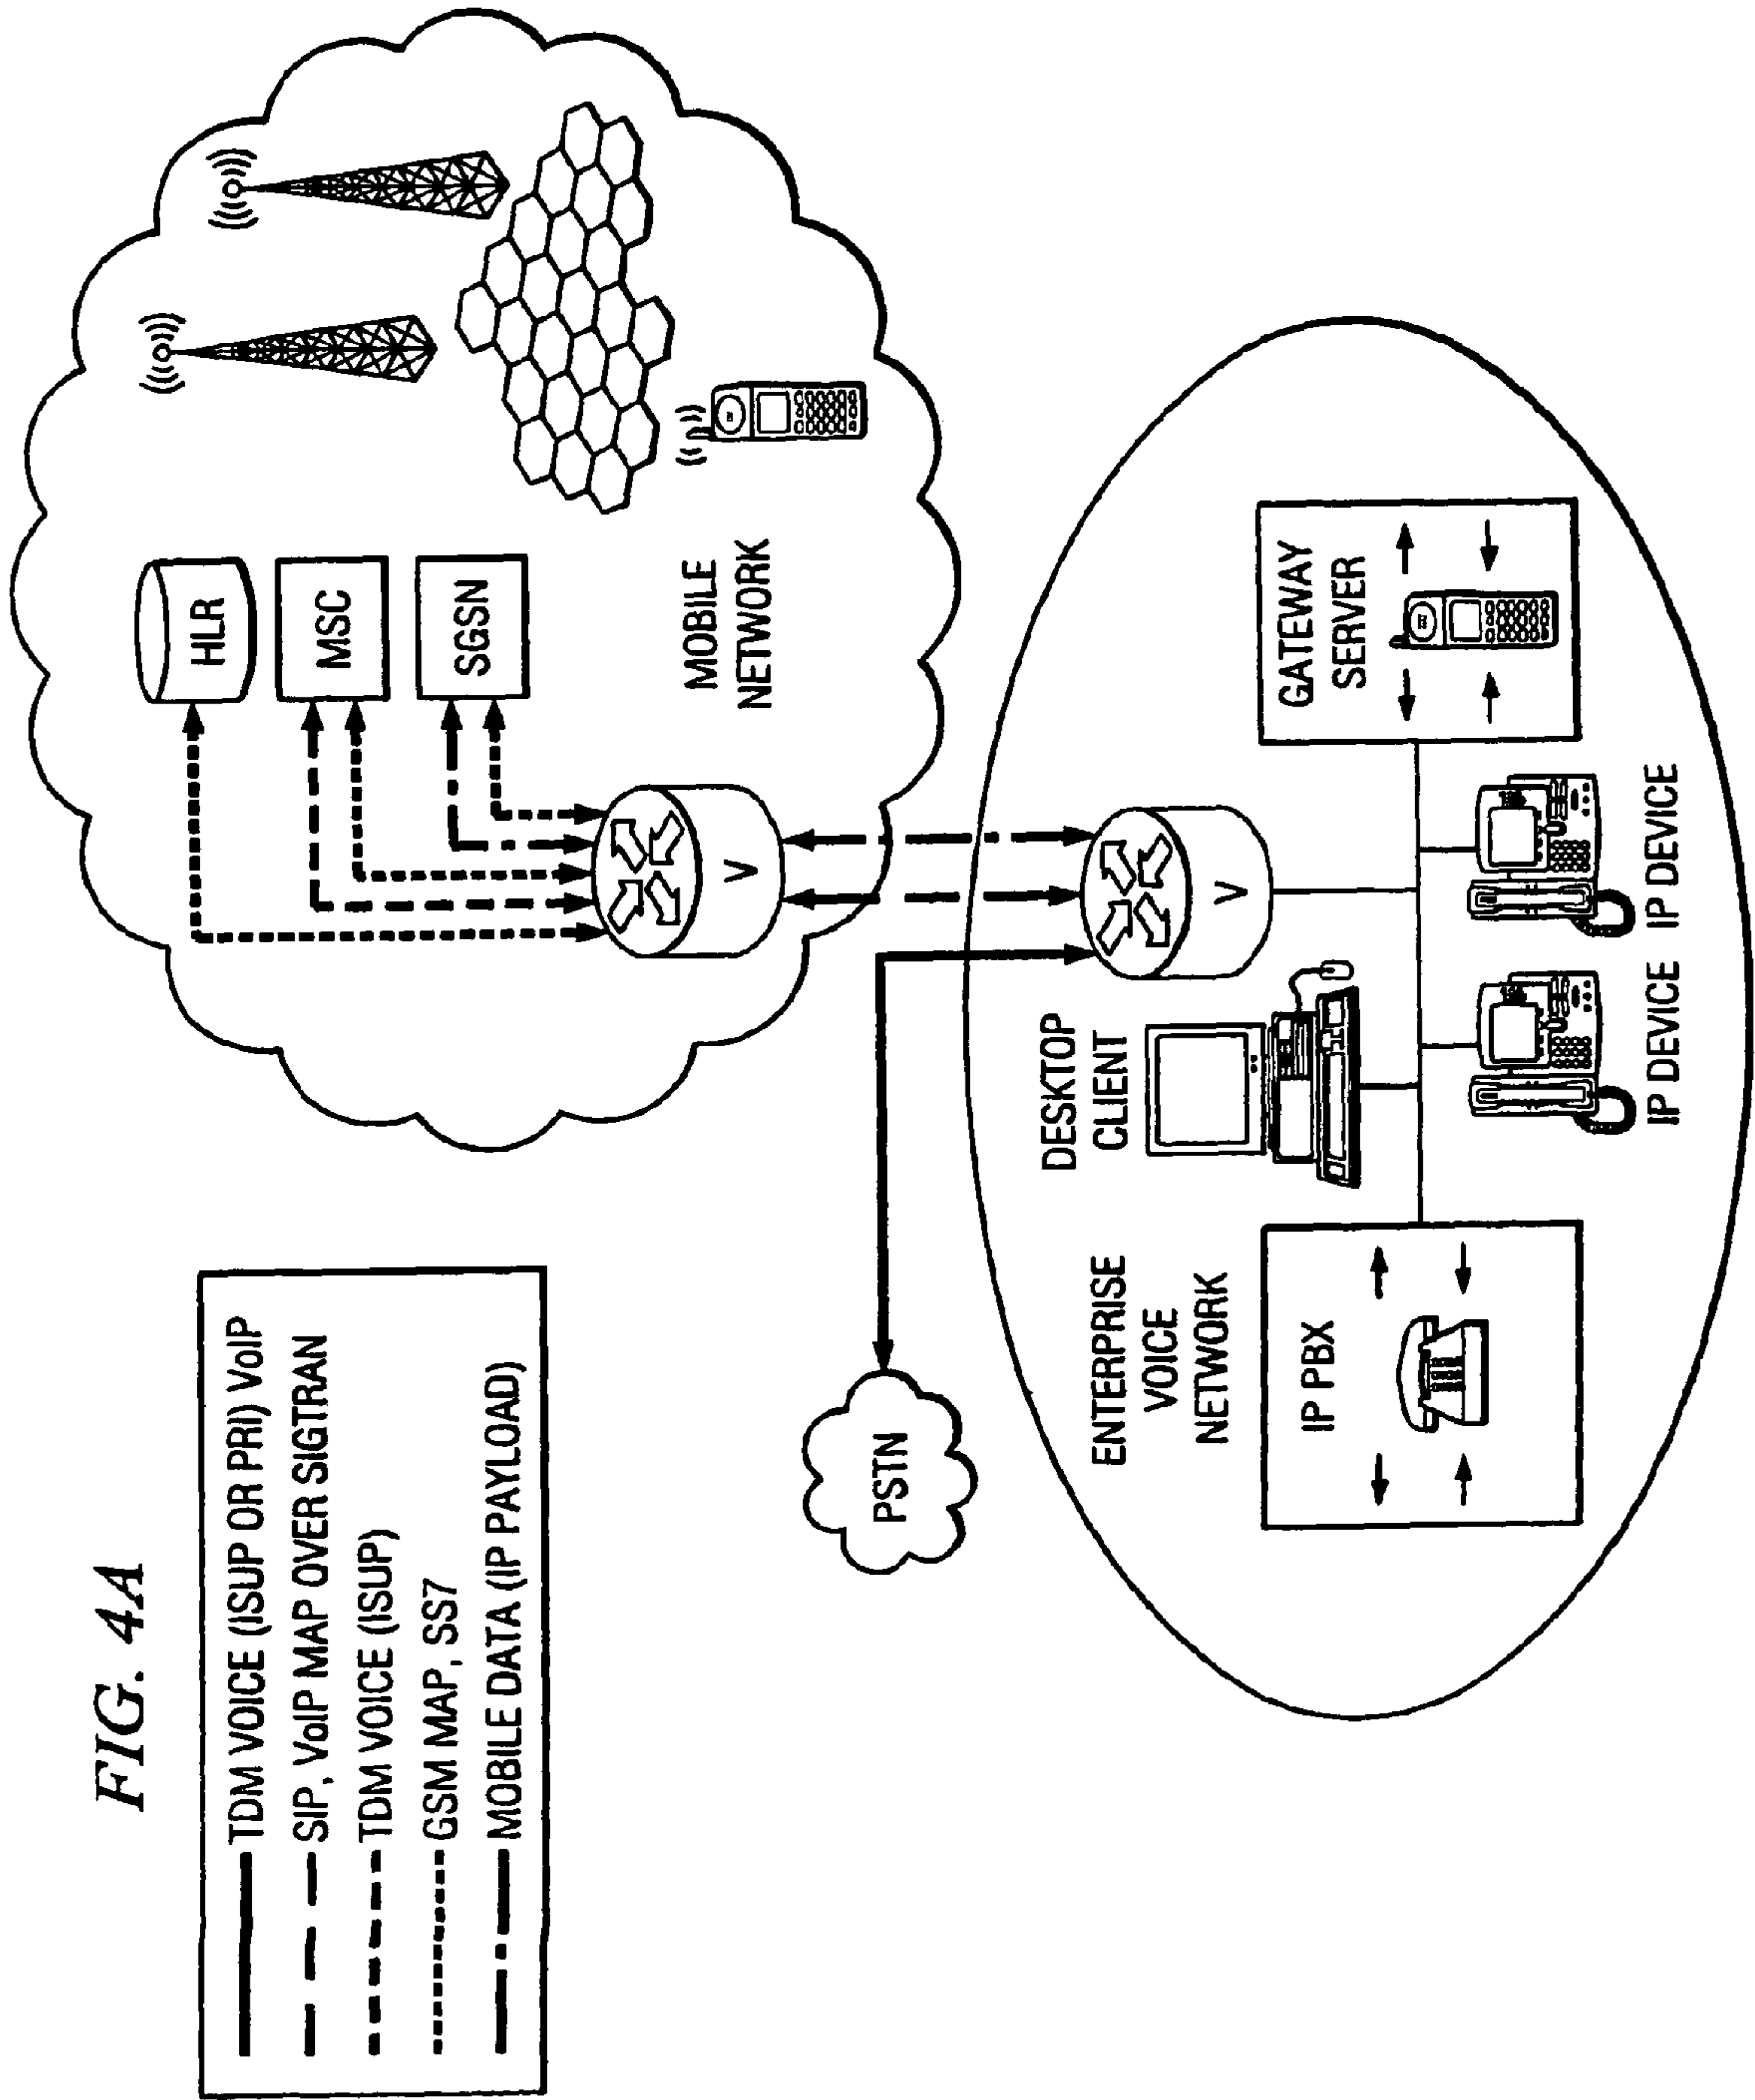 FIG. 4A
TDM VOICE (ISUP OR PRI) VoIP
SIP, VoIP MAP OVER SIGTRAN
TDM VOICE (ISUP)
GSM MAP, SS7
MOBILE DATA (IP PAYLOAD)
HLR
MSC
SGSN
MOBILE
NETWORK
V
PSTN
V
DESKTOP
CLIENT
ENTERPRISE
VOICE
NETWORK
IP PBX
GATEWAY
SERVER
IP DEVICE
IP DEVICE